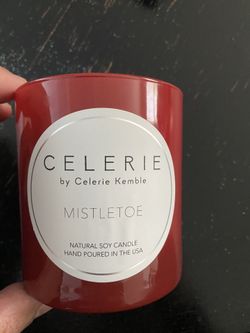 CELERIE
by Celerie Kemble
MISTLETOE
NATURAL SOY CANDLE
HAND POURED IN THE USA